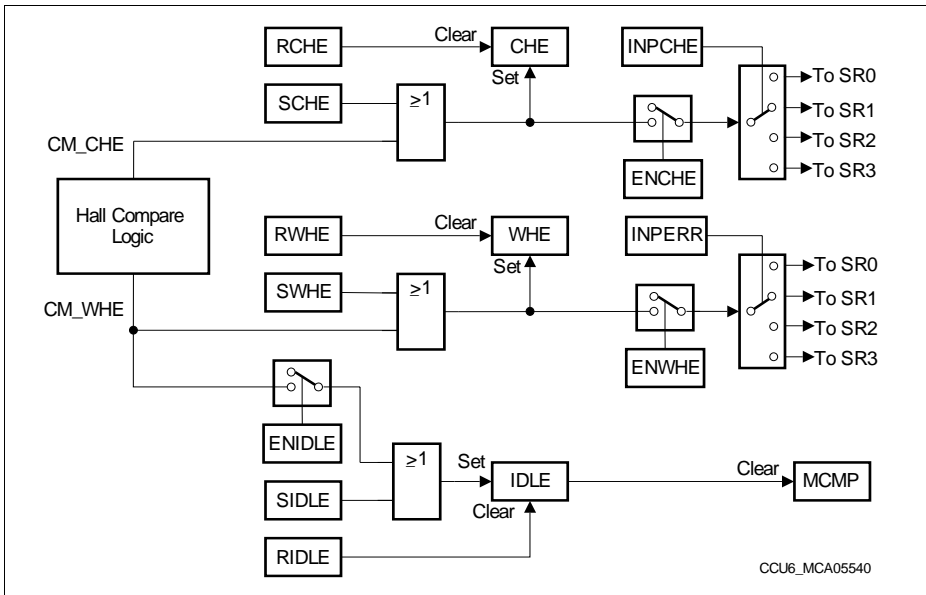 RCHE
Clear
CHE
INPCHE
Set
To SR0
SCHE
≥1
To SR1
CM_CHE
To SR2
ENCHE
To SR3
Hall Compare
Logic
RWHE
Clear
WHE
INPERR
Set
To SR0
SWHE
≥1
CM_WHE
To SR1
To SR2
ENWHE
To SR3
ENIDLE
≥1
Set
IDLE
Clear
MCMP
SIDLE
Clear
RIDLE
CCU6_MCA05540